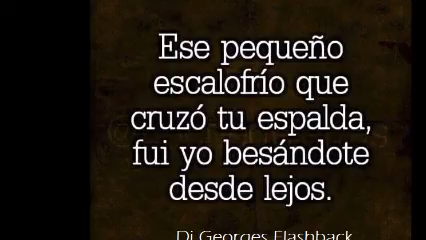 Ese pequeño
escalofrío que
cruzó tu espalda,
fui yo besándote
desde lejos.
Dj Georges Flashback